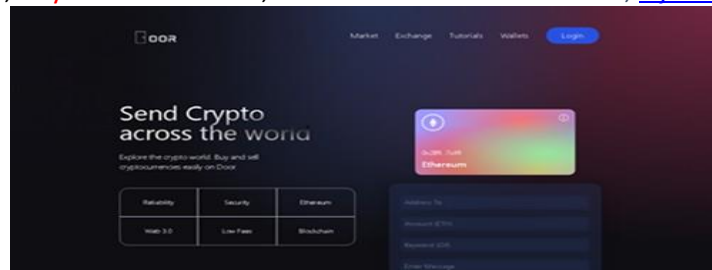 DOOR
Market Exchange Tutorials Wallets Login
Send Crypto
across the world
Explore the crypto world. Buy and sell
cryptocurrencies easily on Door.
Ethereum
Reliability Security Ethereum
Web 3.0 Low Fees Blockchain
Address To
Amount (ETH)
Keyword (Gif)
Enter Message